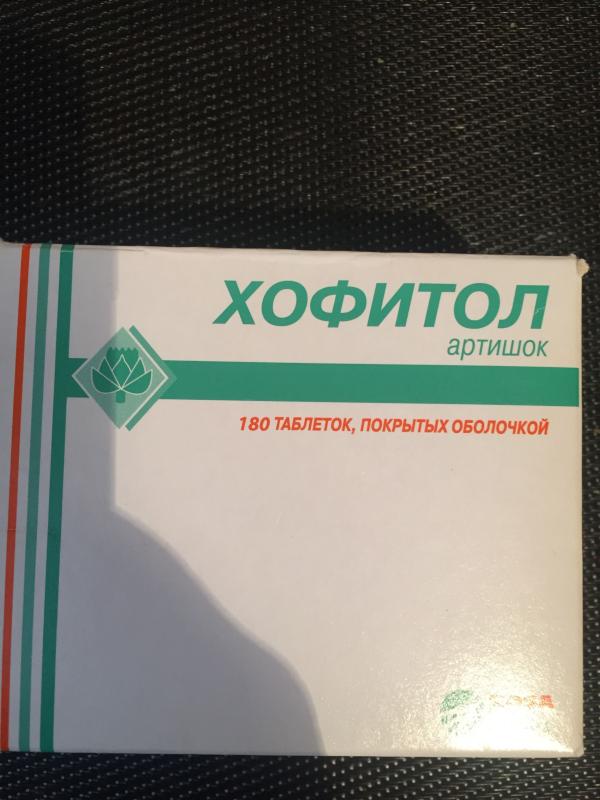 ХОФИТОЛ
артишок
180 ТАБЛЕТОК, ПОКРЫТЫХ ОБОЛОЧКОЙ